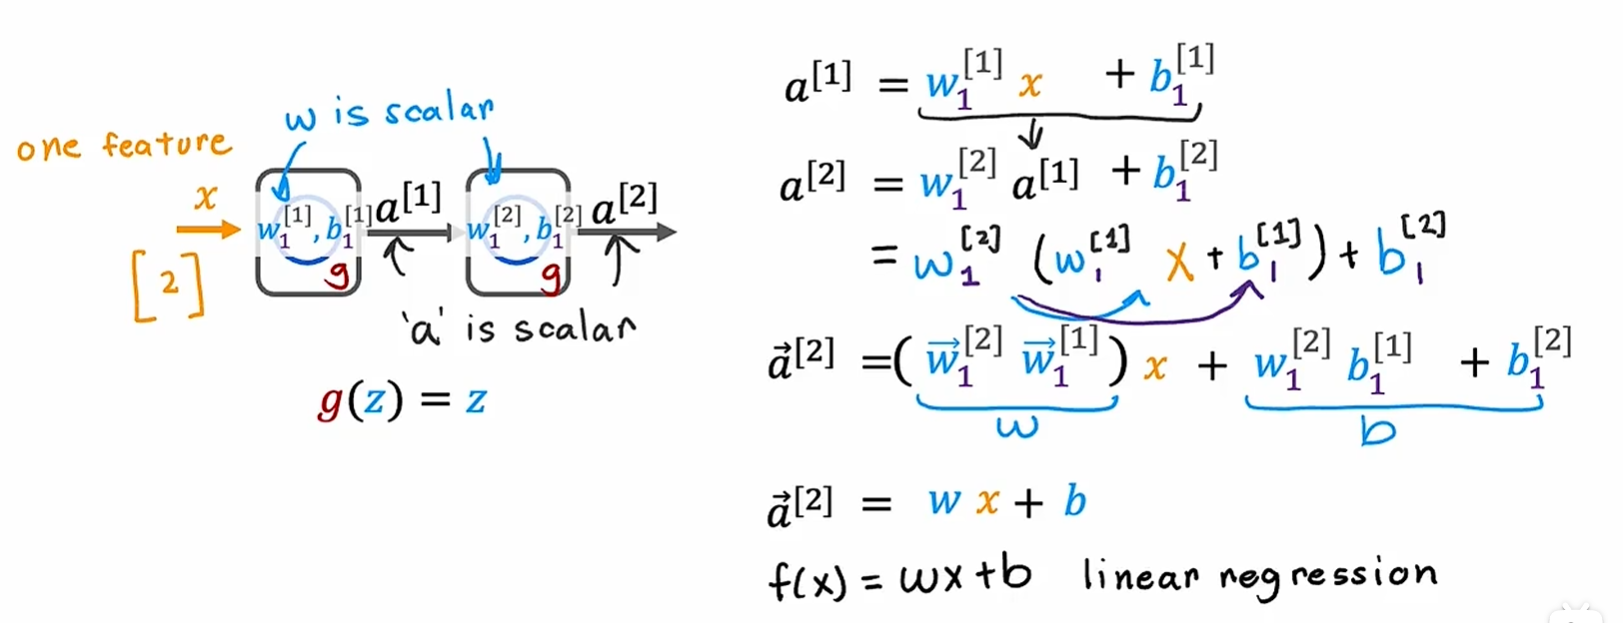 one feature
w is scalar
x
[2]
w₁^[1], b₁^[1]
g
a^[1]
w₁^[2], b₁^[2]
g
a^[2]
'a' is scalar
g(z) = z
a^[1] = w₁^[1] x + b₁^[1]
a^[2] = w₁^[2] a^[1] + b₁^[2]
= w₁^[2] (w₁^[1] x + b₁^[1]) + b₁^[2]
a⃗^[2] = (w⃗₁^[2] w⃗₁^[1]) x + w₁^[2] b₁^[1] + b₁^[2]
w b
a⃗^[2] = w x + b
f(x) = wx+b linear regression